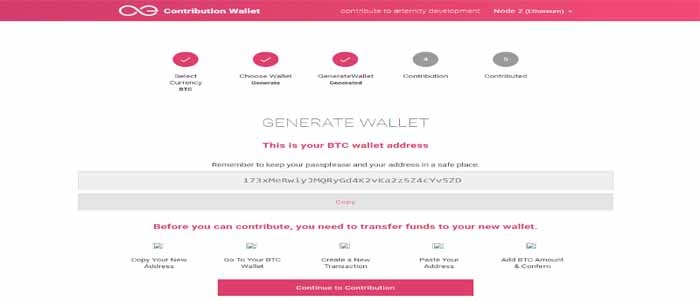 Contribution Wallet
contribute to æternity development
Node 2 (Ethereum)
4
5
Select Currency
BTC
Choose Wallet
Generate
GenerateWallet
Generated
Contribution
Contributed
GENERATE WALLET
This is your BTC wallet address
Remember to keep your passphrase and your address in a safe place.
Copy
Before you can contribute, you need to transfer funds to your new wallet.
Copy Your New
Address
Go To Your BTC
Wallet
Create a New
Transaction
Paste Your
Address
Add BTC Amount
& Confirm
Continue to Contribution